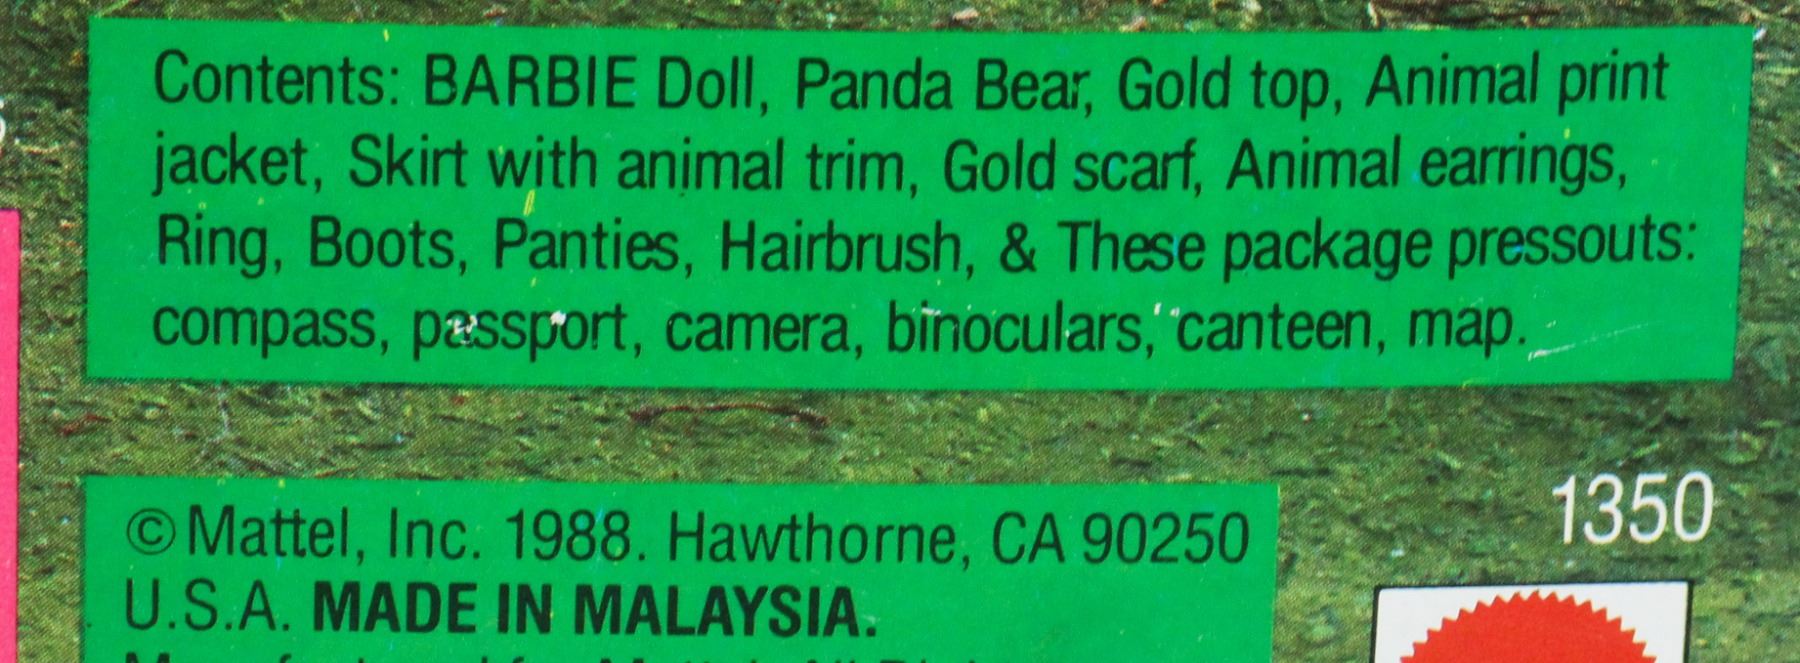 Contents: BARBIE Doll, Panda Bear, Gold top, Animal print
jacket, Skirt with animal trim, Gold scarf, Animal earrings,
Ring, Boots, Panties, Hairbrush, & These package pressouts:
compass, passport, camera, binoculars, canteen, map.
©Mattel, Inc. 1988. Hawthorne, CA 90250
U.S.A. MADE IN MALAYSIA.
1350